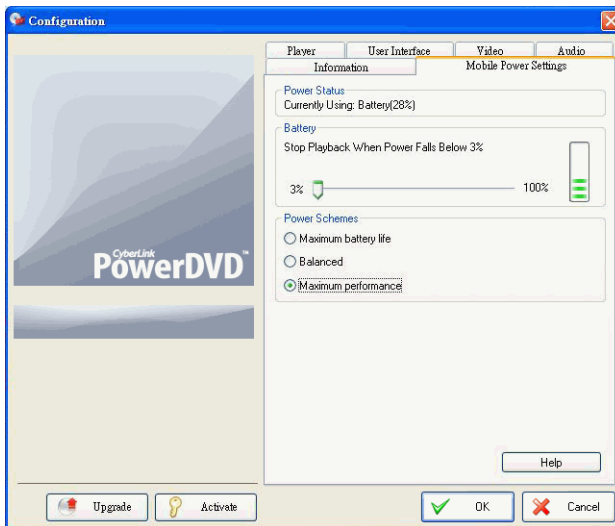 Configuration
Player User Interface Video Audio
Information Mobile Power Settings
Power Status
Currently Using: Battery(28%)
Battery
Stop Playback When Power Falls Below 3%
3% 100%
Power Schemes
Maximum battery life
Balanced
Maximum performance
CyberLink
PowerDVD™
Help
Upgrade Activate OK Cancel